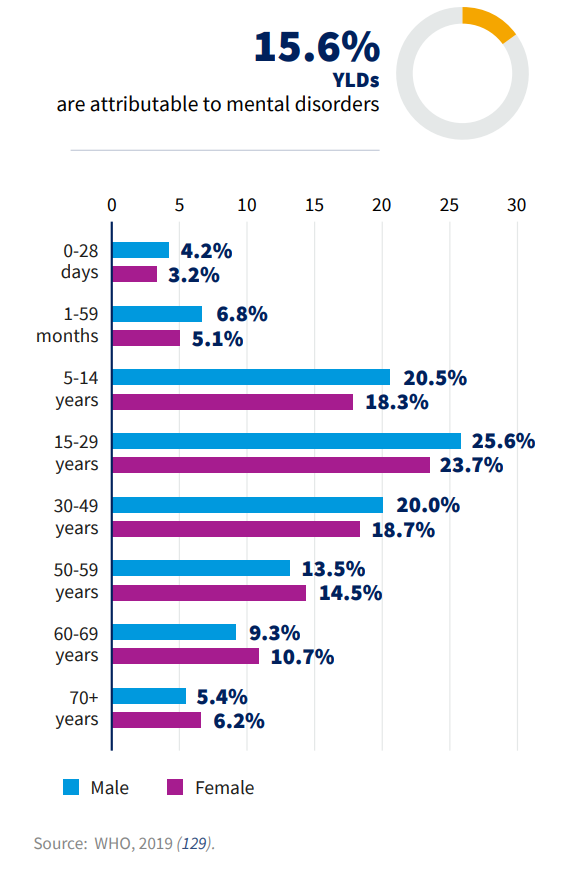 15.6%
YLDs
are attributable to mental disorders
0 5 10 15 20 25 30
0-28
days
4.2%
3.2%
1-59
months
6.8%
5.1%
5-14
years
20.5%
18.3%
15-29
years
25.6%
23.7%
30-49
years
20.0%
18.7%
50-59
years
13.5%
14.5%
60-69
years
9.3%
10.7%
70+
years
5.4%
6.2%
Male Female
Source: WHO, 2019 (129).